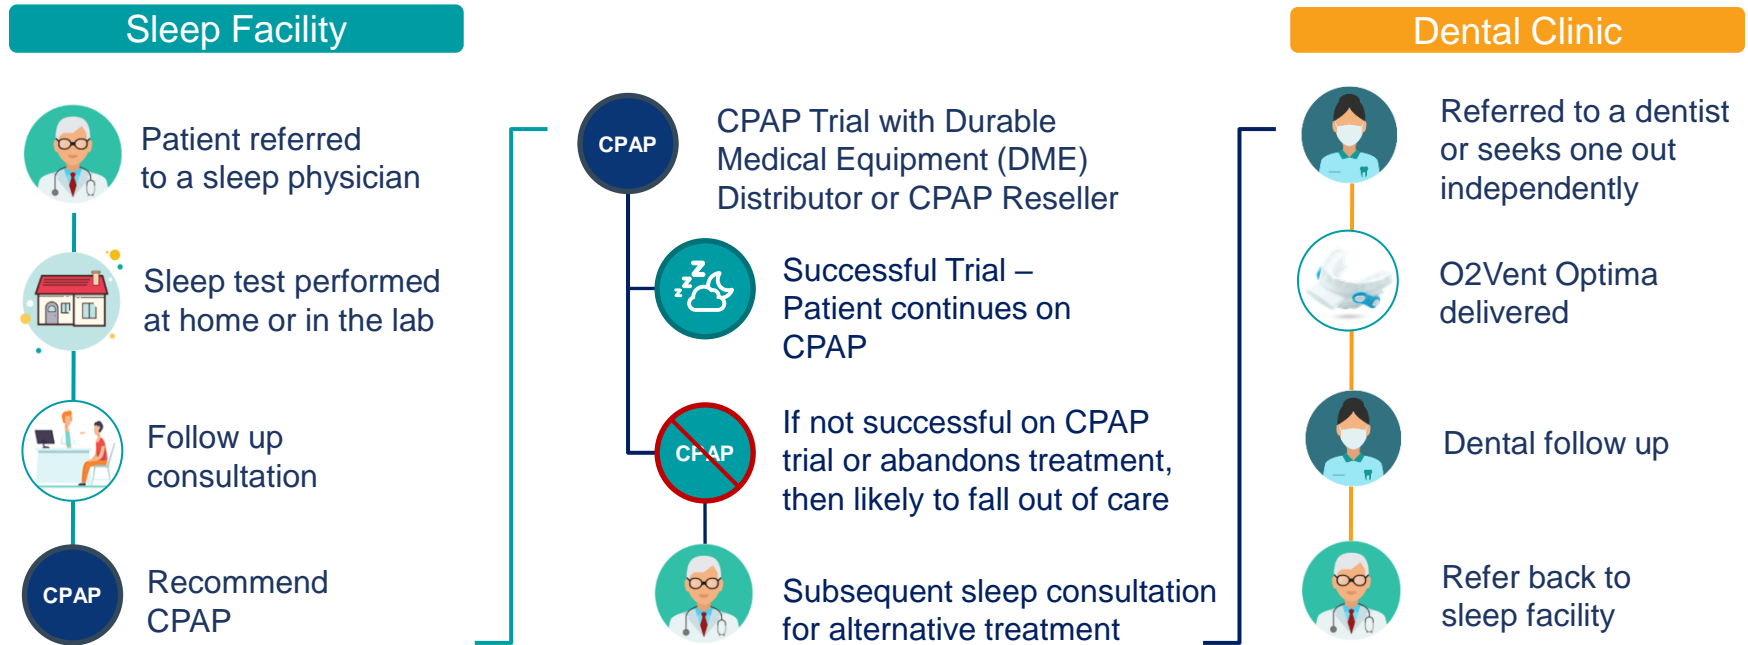 Sleep Facility
Patient referred
to a sleep physician
Sleep test performed
at home or in the lab
Follow up
consultation
CPAP
Recommend
CPAP
CPAP
CPAP Trial with Durable
Medical Equipment (DME)
Distributor or CPAP Reseller
z z z
Successful Trial –
Patient continues on
CPAP
CPAP
If not successful on CPAP
trial or abandons treatment,
then likely to fall out of care
Subsequent sleep consultation
for alternative treatment
Dental Clinic
Referred to a dentist
or seeks one out
independently
O2Vent Optima
delivered
Dental follow up
Refer back to
sleep facility